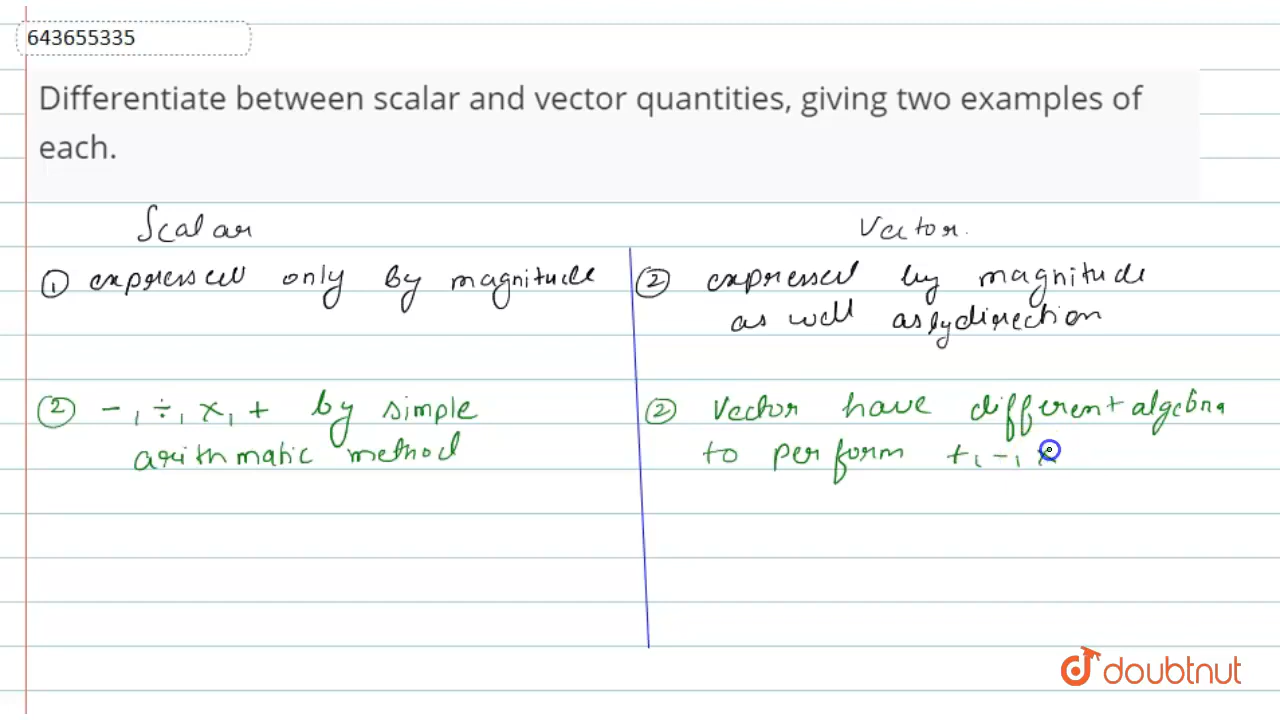 643655335
Differentiate between scalar and vector quantities, giving two examples of
each.
Scalar
Vector.
① expressed only by magnitude
② expressed by magnitude
as well as by direction
② -, ÷, ×, + by simple
arithmatic method
② Vector have different algebra
to perform +, -, ×
doubtnut